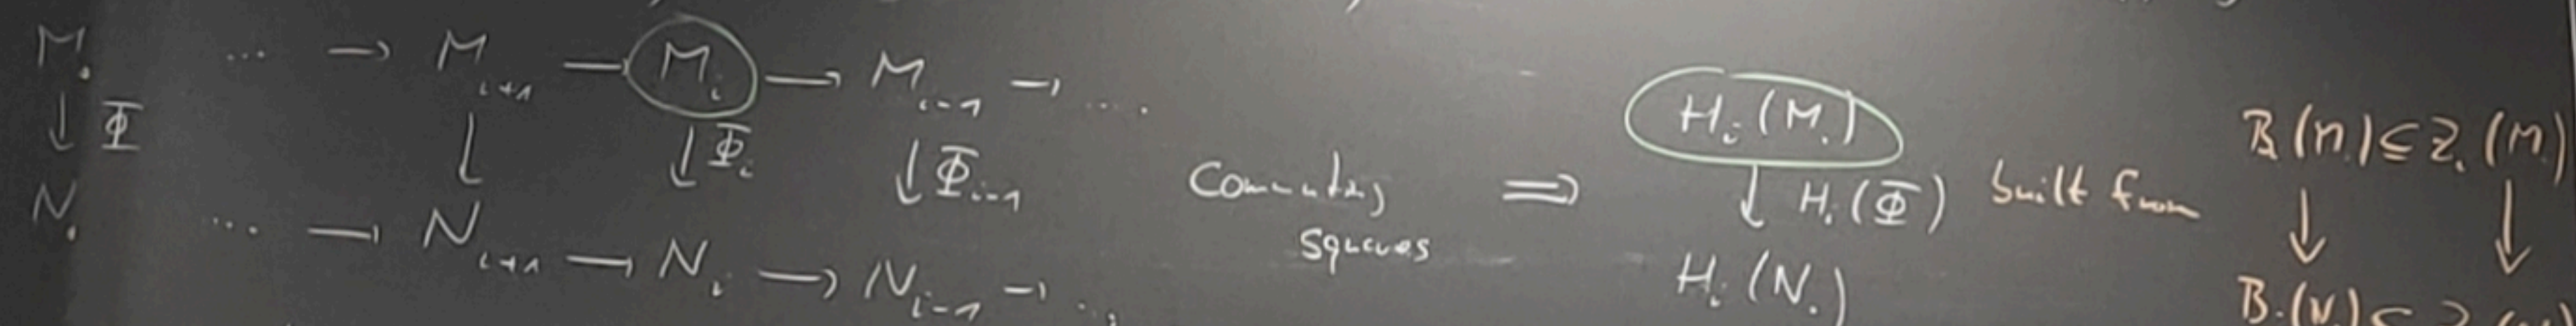 M. ... → M_{i+1} → M_i → M_{i-1} → ....
↓ Φ ↓ ↓ Φ_i ↓ Φ_{i-1}
N. ... → N_{i+1} → N_i → N_{i-1} → ...
Commuting
squares
⇒
H_i(M.)
↓ H_i(Φ)
H_i(N.)
built from
B_i(M.) ⊆ Z_i(M.)
↓ ↓
B_i(N.) ⊆ Z